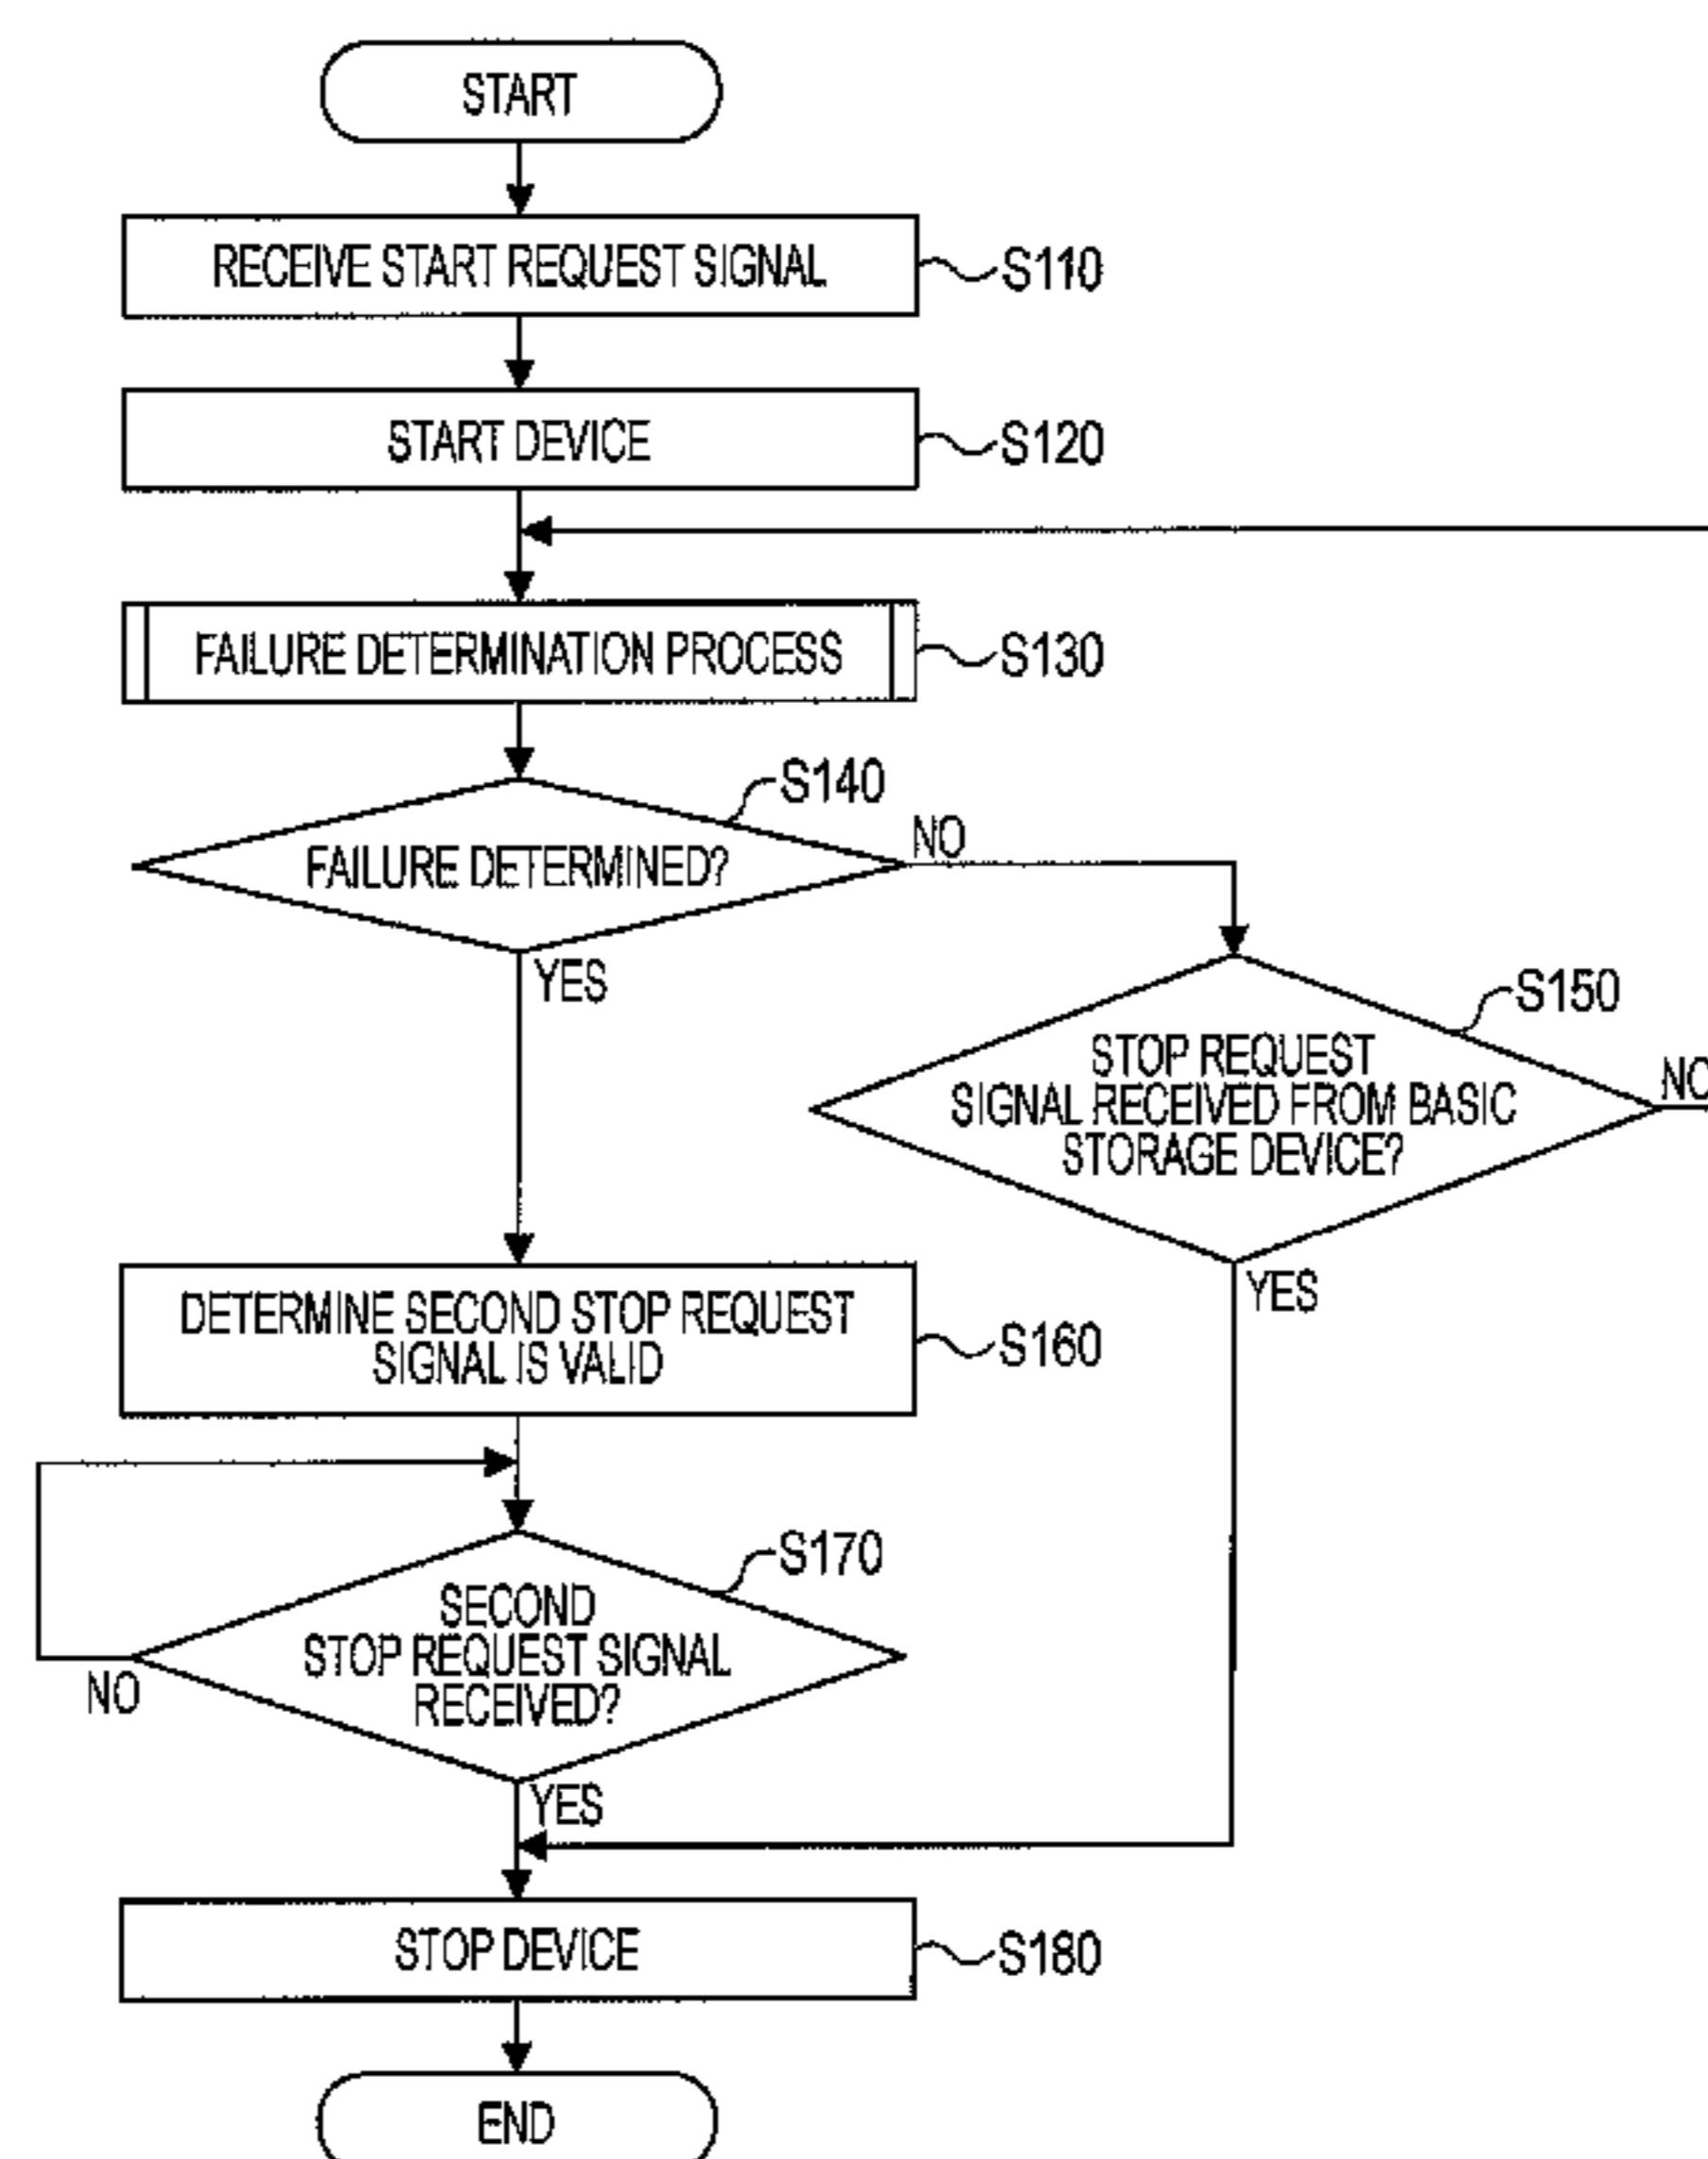 START
RECEIVE START REQUEST SIGNAL
S110
START DEVICE
S120
FAILURE DETERMINATION PROCESS
S130
S140
FAILURE DETERMINED?
NO
YES
S150
STOP REQUEST
SIGNAL RECEIVED FROM BASIC
STORAGE DEVICE?
NO
YES
DETERMINE SECOND STOP REQUEST
SIGNAL IS VALID
S160
S170
SECOND
STOP REQUEST SIGNAL
RECEIVED?
NO
YES
STOP DEVICE
S180
END